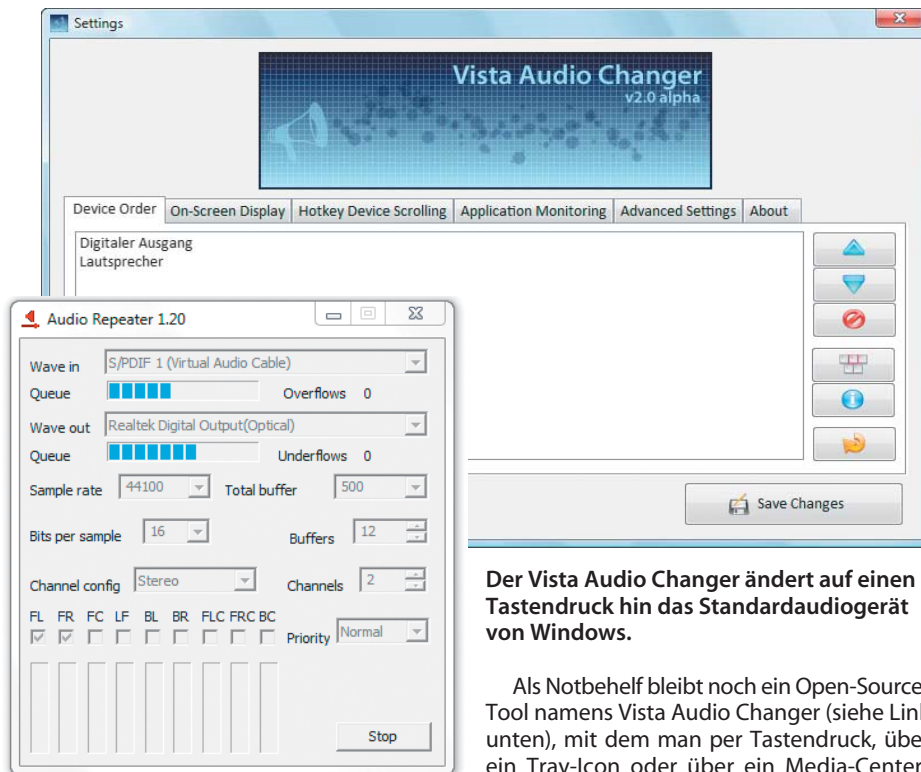 Settings
Vista Audio Changer
v2.0 alpha
Device Order On-Screen Display Hotkey Device Scrolling Application Monitoring Advanced Settings About
Digitaler Ausgang
Lautsprecher
Save Changes
Audio Repeater 1.20
Wave in S/PDIF 1 (Virtual Audio Cable)
Queue Overflows 0
Wave out Realtek Digital Output(Optical)
Queue Underflows 0
Sample rate 44100 Total buffer 500
Bits per sample 16 Buffers 12
Channel config Stereo Channels 2
FL FR FC LF BL BR FLC FRC BC
Priority Normal
Stop
Der Vista Audio Changer ändert auf einen
Tastendruck hin das Standardaudiogerät
von Windows.
Als Notbehelf bleibt noch ein Open-Source
Tool namens Vista Audio Changer (siehe Link
unten), mit dem man per Tastendruck, übe
ein Tray-Icon oder über ein Media-Center